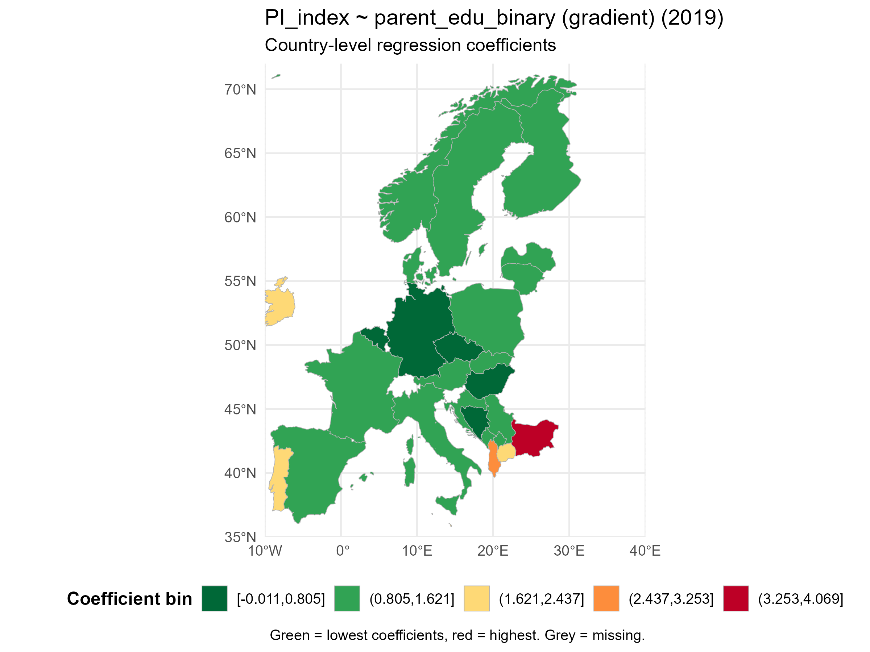 PI_index ~ parent_edu_binary (gradient) (2019)
Country-level regression coefficients
70°N
65°N
60°N
55°N
50°N
45°N
40°N
35°N
10°W 0° 10°E 20°E 30°E 40°E
Coefficient bin [-0.011,0.805] (0.805,1.621] (1.621,2.437] (2.437,3.253] (3.253,4.069]
Green = lowest coefficients, red = highest. Grey = missing.